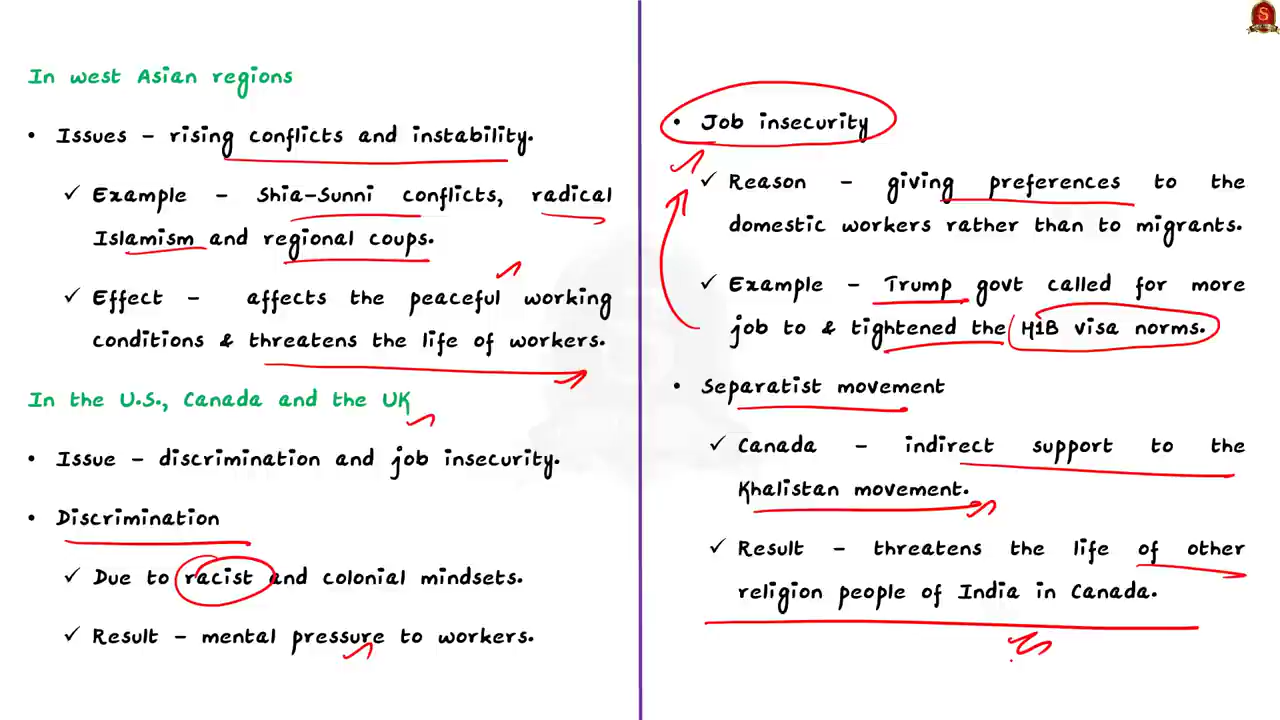 In west Asian regions
• Issues – rising conflicts and instability.
✓ Example – Shia-Sunni conflicts, radical
Islamism and regional coups.
✓ Effect – affects the peaceful working
conditions & threatens the life of workers.
In the U.S., Canada and the UK
• Issue – discrimination and job insecurity.
• Discrimination
✓ Due to racist and colonial mindsets.
✓ Result – mental pressure to workers.
• Job insecurity
✓ Reason – giving preferences to the
domestic workers rather than to migrants.
✓ Example – Trump govt called for more
job to & tightened the H1B visa norms.
• Separatist movement
✓ Canada – indirect support to the
Khalistan movement.
✓ Result – threatens the life of other
religion people of India in Canada.